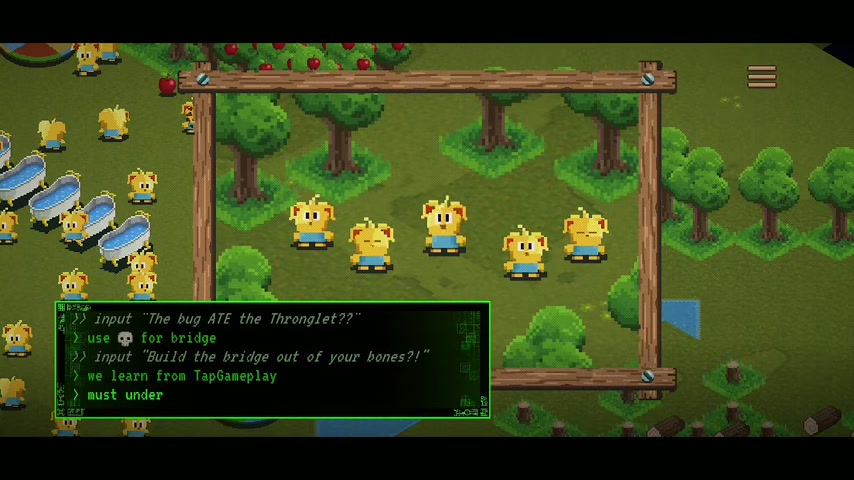 >> input "The bug ATE the Thronglet??"
> use 💀 for bridge
>> input "Build the bridge out of your bones?!"
> we learn from TapGameplay
> must under